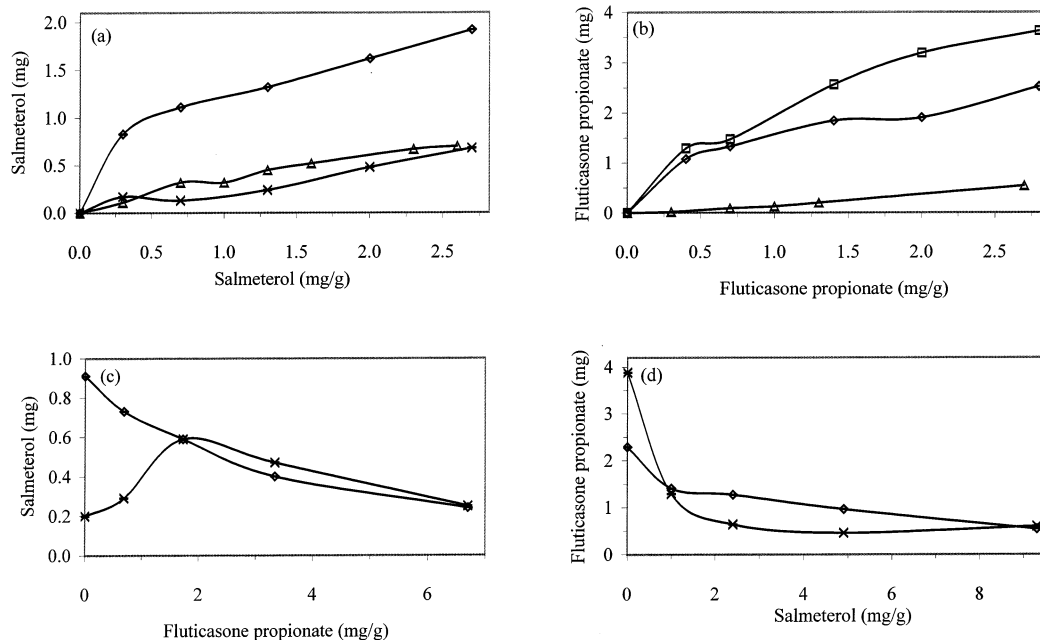 (a)
Salmeterol (mg)
2.0
1.5
1.0
0.5
0.0
0.0 0.5 1.0 1.5 2.0 2.5
Salmeterol (mg/g)
(b)
Fluticasone propionate (mg)
4
3
2
1
0
0.0 0.5 1.0 1.5 2.0 2.5
Fluticasone propionate (mg/g)
(c)
Salmeterol (mg)
1.0
0.8
0.6
0.4
0.2
0.0
0 2 4 6
Fluticasone propionate (mg/g)
(d)
Fluticasone propionate (mg)
4
3
2
1
0
0 2 4 6 8
Salmeterol (mg/g)